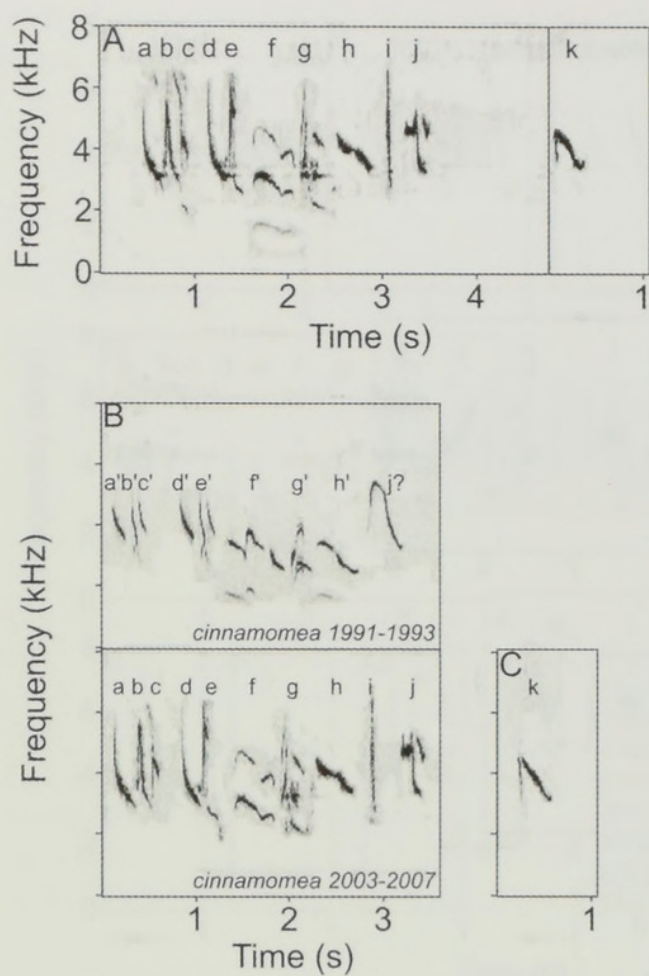 A
a b c d e f g h i j k
8
6
4
2
0
Frequency (kHz)
1 2 3 4 1
Time (s)
B
a' b' c' d' e' f' g' h' j?
cinnamomea 1991-1993
Frequency (kHz)
a b c d e f g h i j
C
k
cinnamomea 2003-2007
1 2 3 1
Time (s)